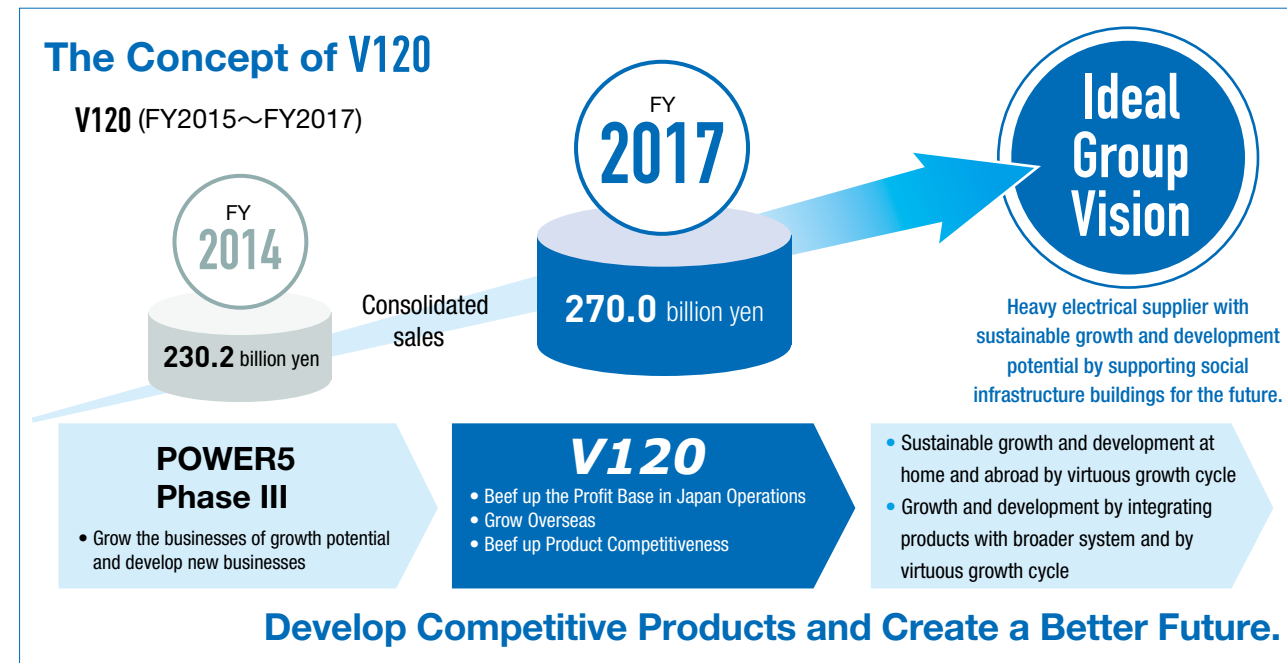 The Concept of V120
V120 (FY2015～FY2017)
FY
2014
230.2 billion yen
Consolidated
sales
FY
2017
270.0 billion yen
Ideal
Group
Vision
Heavy electrical supplier with
sustainable growth and development
potential by supporting social
infrastructure buildings for the future.
POWER5
Phase III
• Grow the businesses of growth potential
and develop new businesses
V120
• Beef up the Profit Base in Japan Operations
• Grow Overseas
• Beef up Product Competitiveness
• Sustainable growth and development at
home and abroad by virtuous growth cycle
• Growth and development by integrating
products with broader system and by
virtuous growth cycle
Develop Competitive Products and Create a Better Future.